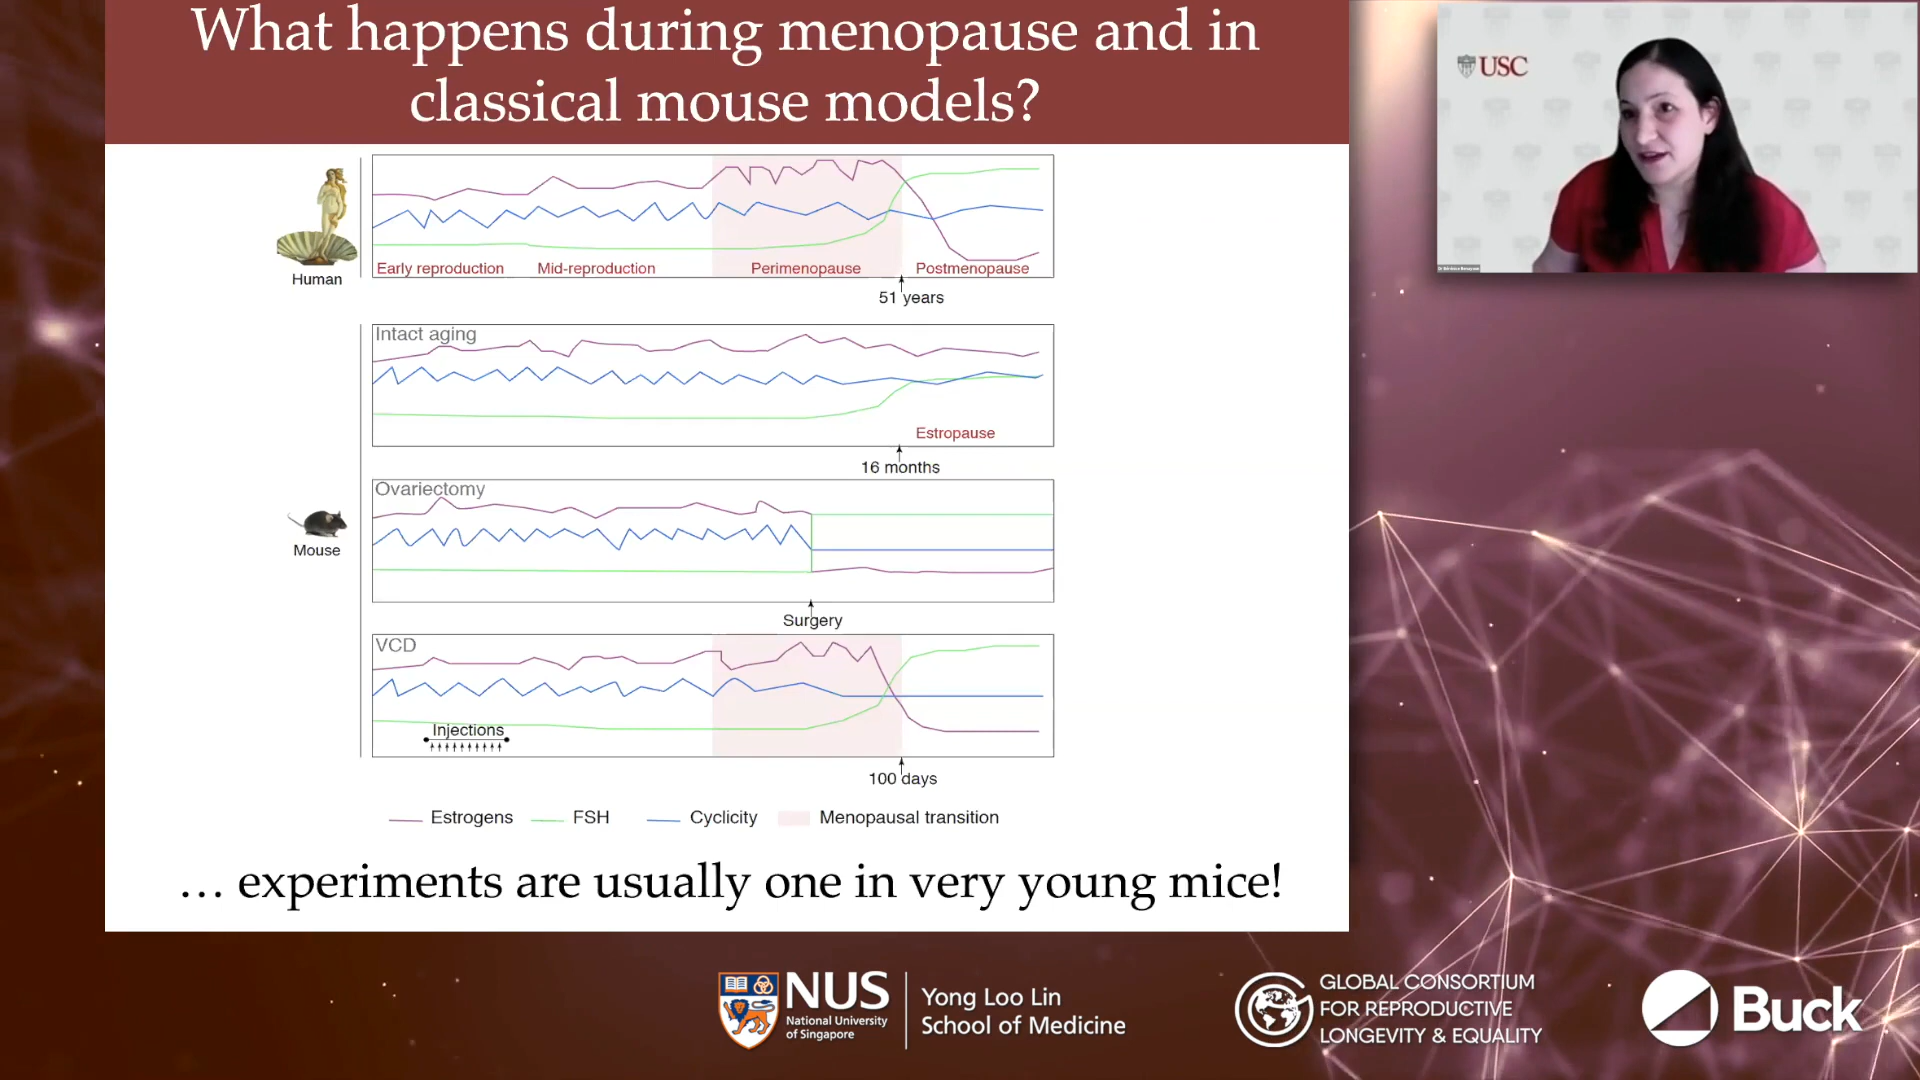 What happens during menopause and in
classical mouse models?
USC
Human
Early reproduction
Mid-reproduction
Perimenopause
Postmenopause
51 years
Intact aging
Estropause
16 months
Ovariectomy
Mouse
Surgery
VCD
Injections
100 days
Estrogens
FSH
Cyclicity
Menopausal transition
… experiments are usually one in very young mice!
NUS
National University
of Singapore
Yong Loo Lin
School of Medicine
GLOBAL CONSORTIUM
FOR REPRODUCTIVE
LONGEVITY & EQUALITY
Buck